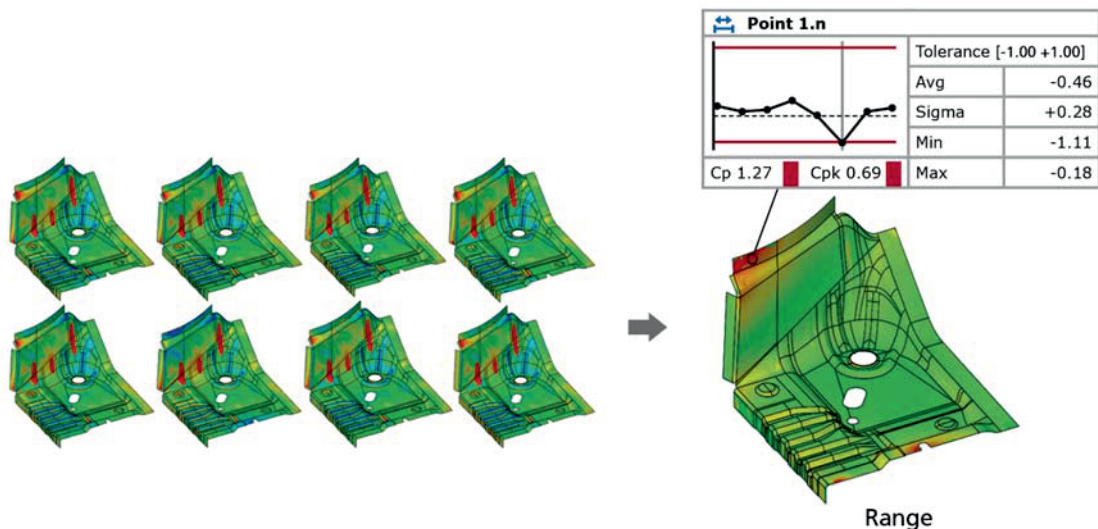 Point 1.n
Tolerance [-1.00 +1.00]
Avg -0.46
Sigma +0.28
Min -1.11
Max -0.18
Cp 1.27 Cpk 0.69
Range